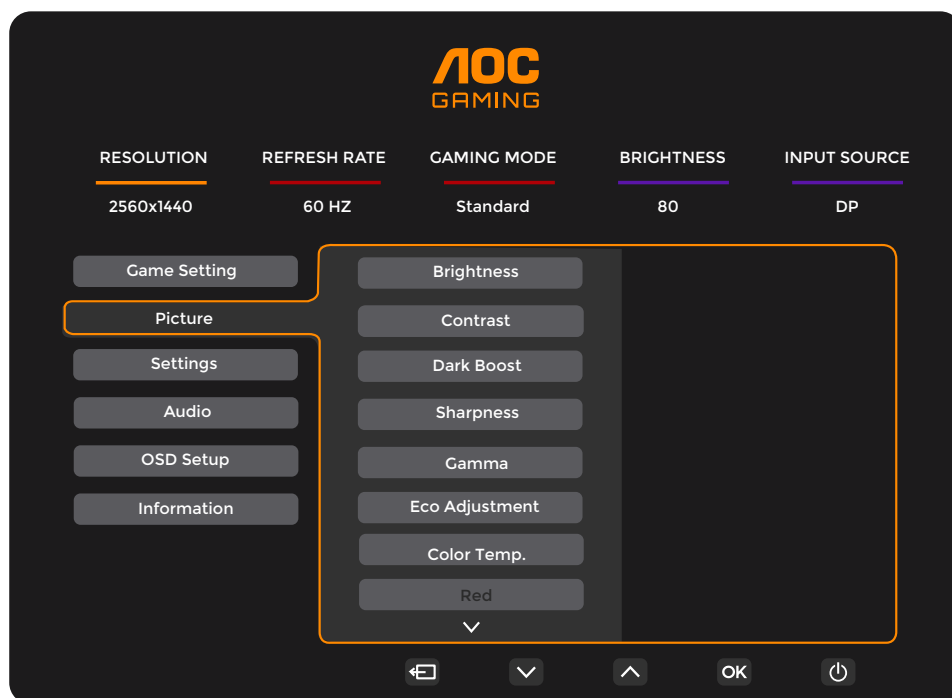 AOC
GAMING
RESOLUTION REFRESH RATE GAMING MODE BRIGHTNESS INPUT SOURCE
2560x1440 60 HZ Standard 80 DP
Game Setting
Picture
Settings
Audio
OSD Setup
Information
Brightness
Contrast
Dark Boost
Sharpness
Gamma
Eco Adjustment
Color Temp.
Red
OK